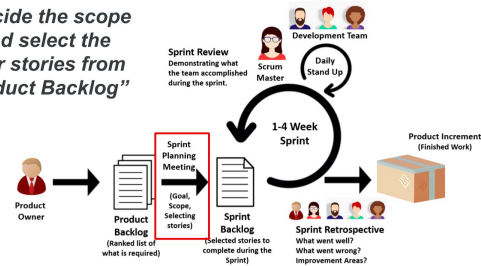 cide the scope
d select the
r stories from
duct Backlog”
Development Team
Sprint Review
Demonstrating what
the team accomplished
during the sprint.
Scrum
Master
Daily
Stand Up
1-4 Week
Sprint
Product Increment
(Finished Work)
Sprint
Planning
Meeting
(Goal,
Scope,
Selecting
stories)
Product
Owner
Product
Backlog
(Ranked list of
what is required)
Sprint
Backlog
(Selected stories to
complete during the
Sprint)
Sprint Retrospective
What went well?
What went wrong?
Improvement Areas?